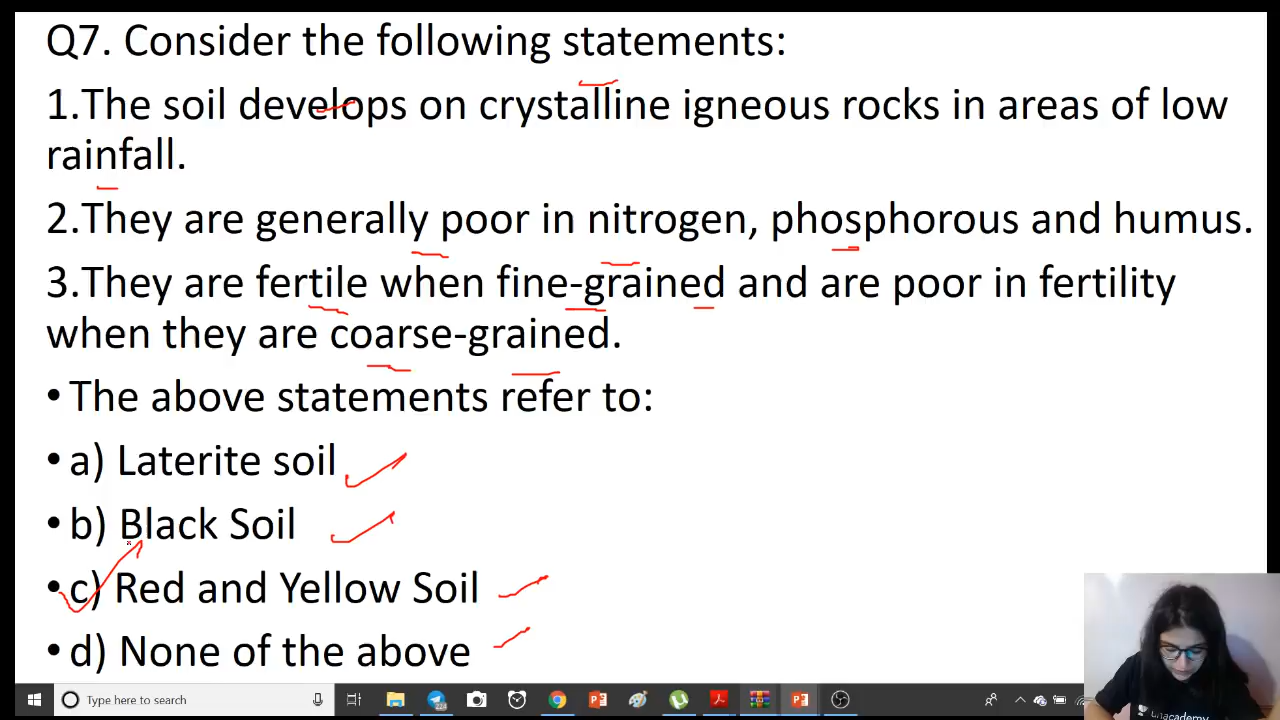 Q7. Consider the following statements:
1.The soil develops on crystalline igneous rocks in areas of low
rainfall.
2.They are generally poor in nitrogen, phosphorous and humus.
3.They are fertile when fine-grained and are poor in fertility
when they are coarse-grained.
• The above statements refer to:
• a) Laterite soil
• b) Black Soil
• c) Red and Yellow Soil
• d) None of the above
Type here to search